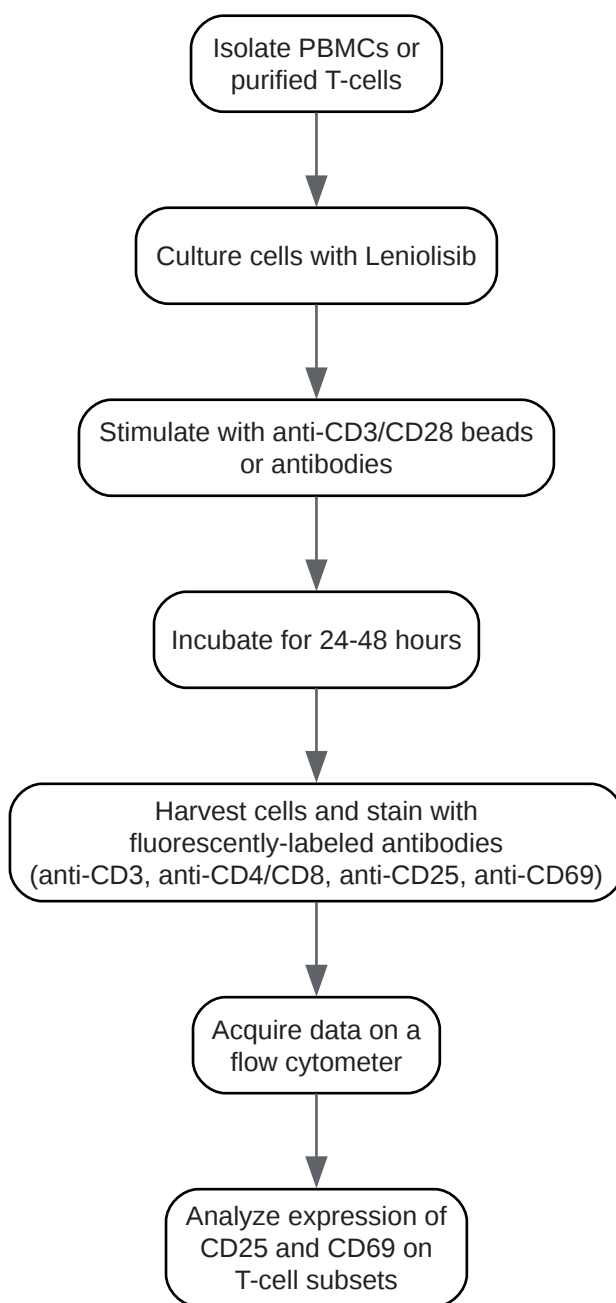 Isolate PBMCs or
purified T-cells
Culture cells with Leniolisib
Stimulate with anti-CD3/CD28 beads
or antibodies
Incubate for 24-48 hours
Harvest cells and stain with
fluorescently-labeled antibodies
(anti-CD3, anti-CD4/CD8, anti-CD25, anti-CD69)
Acquire data on a
flow cytometer
Analyze expression of
CD25 and CD69 on
T-cell subsets